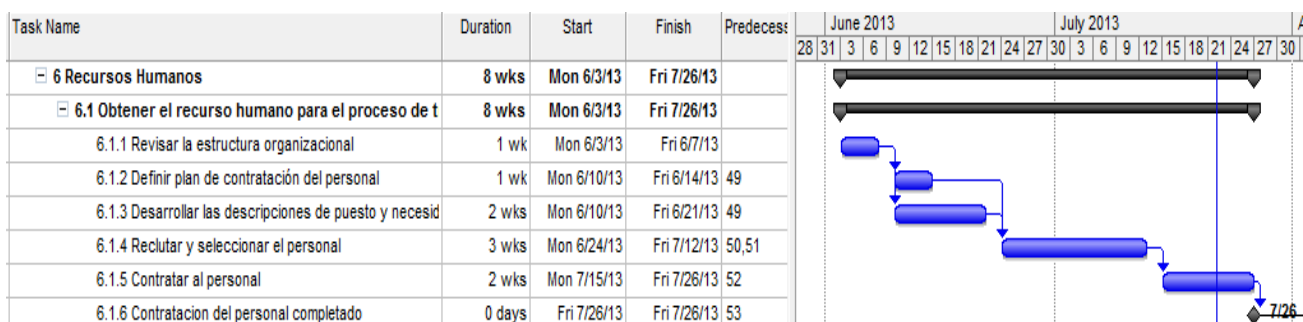 Task Name Duration Start Finish Predecess June 2013 July 2013 A
28 31 3 6 9 12 15 18 21 24 27 30 3 6 9 12 15 18 21 24 27 30
6 Recursos Humanos 8 wks Mon 6/3/13 Fri 7/26/13
6.1 Obtener el recurso humano para el proceso de t 8 wks Mon 6/3/13 Fri 7/26/13
6.1.1 Revisar la estructura organizacional 1 wk Mon 6/3/13 Fri 6/7/13
6.1.2 Definir plan de contratación del personal 1 wk Mon 6/10/13 Fri 6/14/13 49
6.1.3 Desarrollar las descripciones de puesto y necesid 2 wks Mon 6/10/13 Fri 6/21/13 49
6.1.4 Reclutar y seleccionar el personal 3 wks Mon 6/24/13 Fri 7/12/13 50,51
6.1.5 Contratar al personal 2 wks Mon 7/15/13 Fri 7/26/13 52
6.1.6 Contratacion del personal completado 0 days Fri 7/26/13 Fri 7/26/13 53 7/26